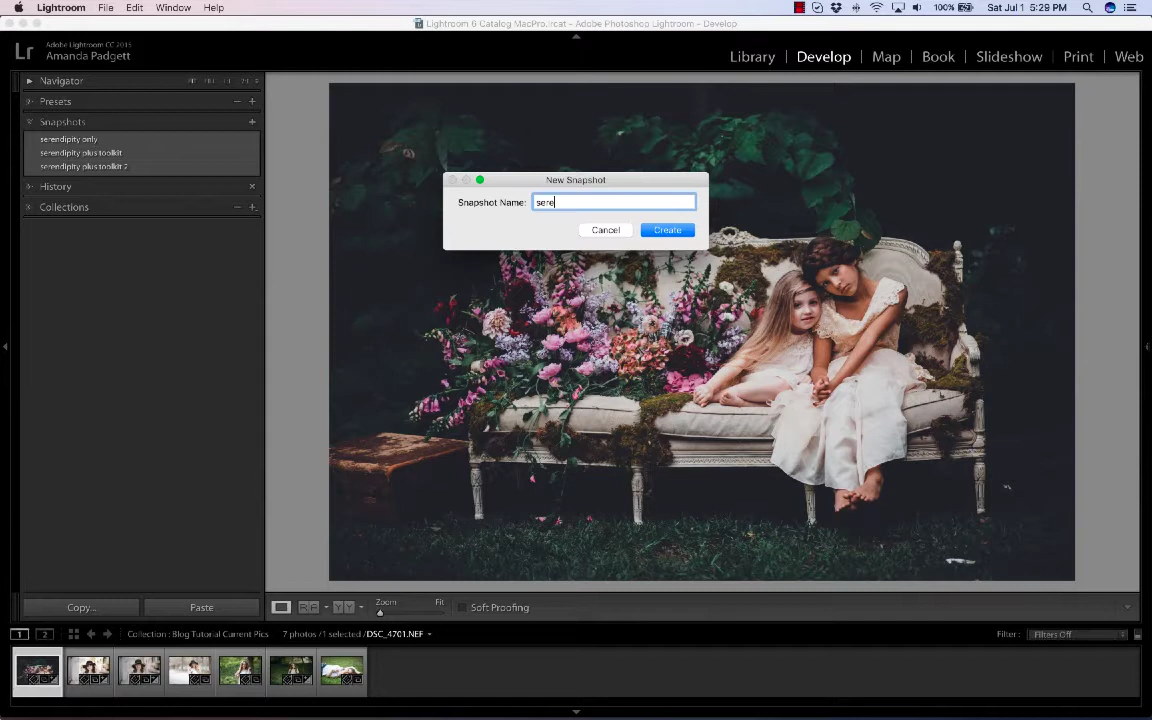 Lightroom File Edit Window Help 100% Sat Jul 1 5:29 PM
Lightroom 6 Catalog MacPro.lrcat - Adobe Photoshop Lightroom - Develop
Lr Adobe Lightroom CC 2015
Amanda Padgett
Library | Develop | Map | Book | Slideshow | Print | Web
Navigator
Presets
Snapshots
serendipity only
serendipity plus toolkit
serendipity plus toolkit 2
History
Collections
New Snapshot
Snapshot Name: sere
Cancel Create
Copy... Paste
Zoom Fit
Soft Proofing
1 2 Collection : Blog Tutorial Current Pics 7 photos / 1 selected / DSC_4701.NEF Filter : Filters Off